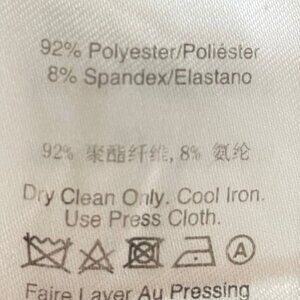 92% Polyester/Poliéster
8% Spandex/Elastano
92% 聚酯纤维, 8% 氨纶
Dry Clean Only. Cool Iron.
Use Press Cloth.
A
Faire Laver Au Pressing